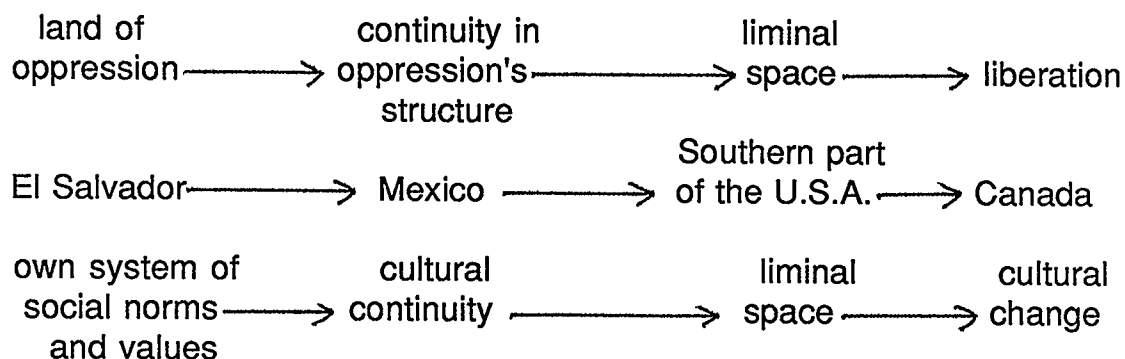 land of
oppression
continuity in
oppression's
structure
liminal
space
liberation
El Salvador
Mexico
Southern part
of the U.S.A.
Canada
own system of
social norms
and values
cultural
continuity
liminal
space
cultural
change